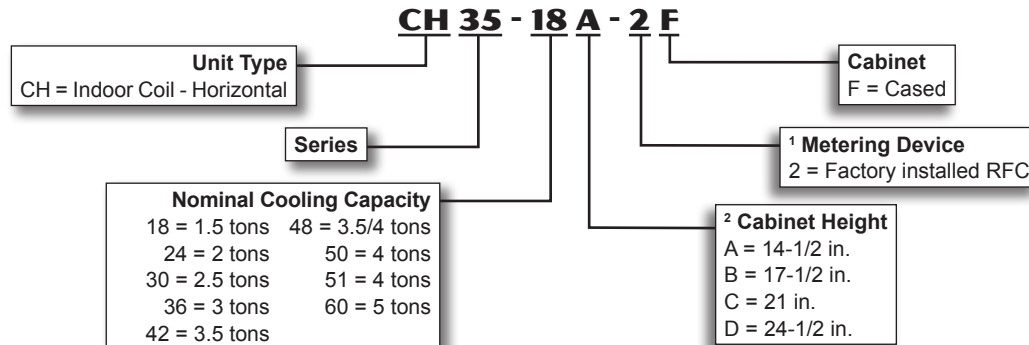 CH 35 - 18 A - 2 F
Unit Type
CH = Indoor Coil - Horizontal
Series
Nominal Cooling Capacity
18 = 1.5 tons 48 = 3.5/4 tons
24 = 2 tons 50 = 4 tons
30 = 2.5 tons 51 = 4 tons
36 = 3 tons 60 = 5 tons
42 = 3.5 tons
Cabinet
F = Cased
¹ Metering Device
2 = Factory installed RFC
² Cabinet Height
A = 14-1/2 in.
B = 17-1/2 in.
C = 21 in.
D = 24-1/2 in.